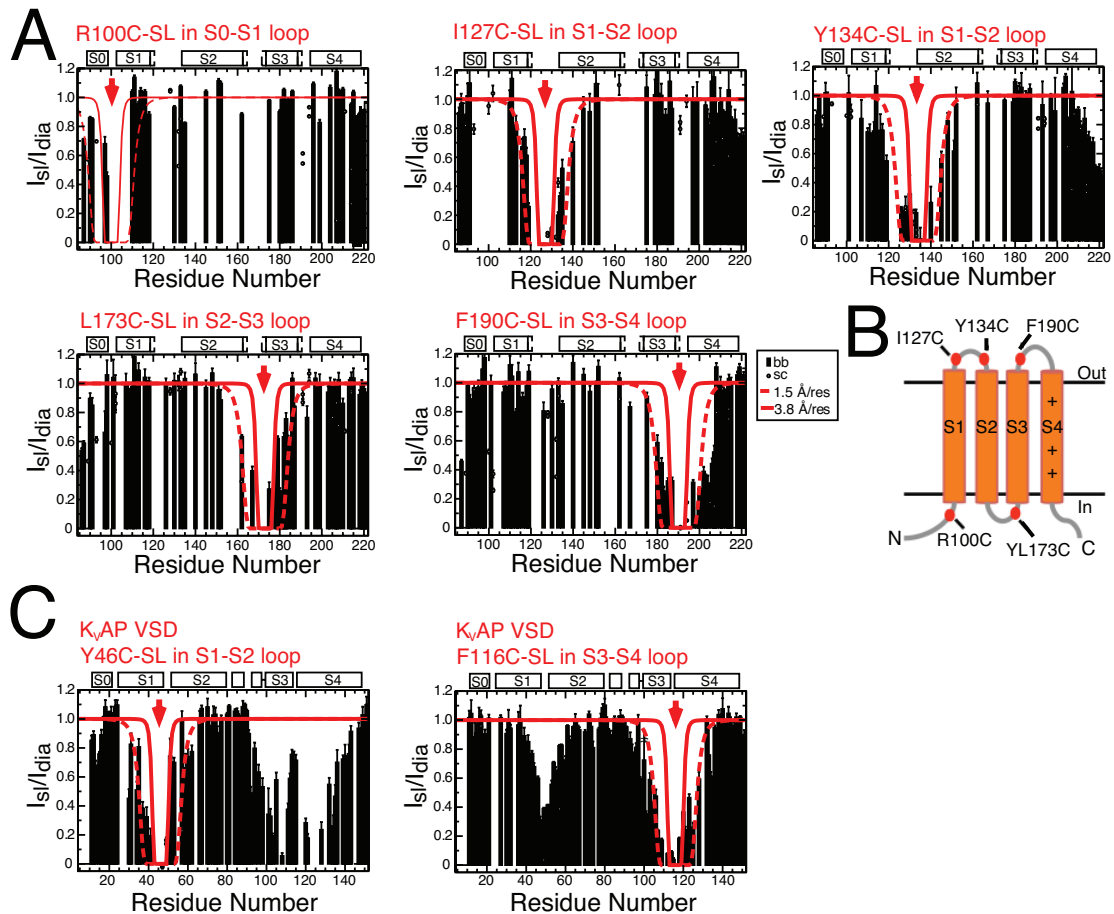 A
R100C-SL in S0-S1 loop
S0 S1 S2 S3 S4
I127C-SL in S1-S2 loop
S0 S1 S2 S3 S4
Y134C-SL in S1-S2 loop
S0 S1 S2 S3 S4
Isl/Idia
1.2
1.0
0.8
0.6
0.4
0.2
0
100 120 140 160 180 200 220
Residue Number
Isl/Idia
1.2
1.0
0.8
0.6
0.4
0.2
0
100 120 140 160 180 200 220
Residue Number
Isl/Idia
1.2
1.0
0.8
0.6
0.4
0.2
0
100 120 140 160 180 200 220
Residue Number
L173C-SL in S2-S3 loop
S0 S1 S2 S3 S4
Isl/Idia
1.2
1.0
0.8
0.6
0.4
0.2
0
100 120 140 160 180 200 220
Residue Number
F190C-SL in S3-S4 loop
S0 S1 S2 S3 S4
Isl/Idia
1.2
1.0
0.8
0.6
0.4
0.2
0
100 120 140 160 180 200 220
Residue Number
bb
sc
1.5 Å/res
3.8 Å/res
B
I127C Y134C F190C
Out
S1 S2 S3 S4
+
+
+
In
N R100C YL173C C
C
KVAP VSD
Y46C-SL in S1-S2 loop
S0 S1 S2 S3 S4
Isl/Idia
1.2
1.0
0.8
0.6
0.4
0.2
0
20 40 60 80 100 120 140
Residue Number
KVAP VSD
F116C-SL in S3-S4 loop
S0 S1 S2 S3 S4
Isl/Idia
1.2
1.0
0.8
0.6
0.4
0.2
0
20 40 60 80 100 120 140
Residue Number